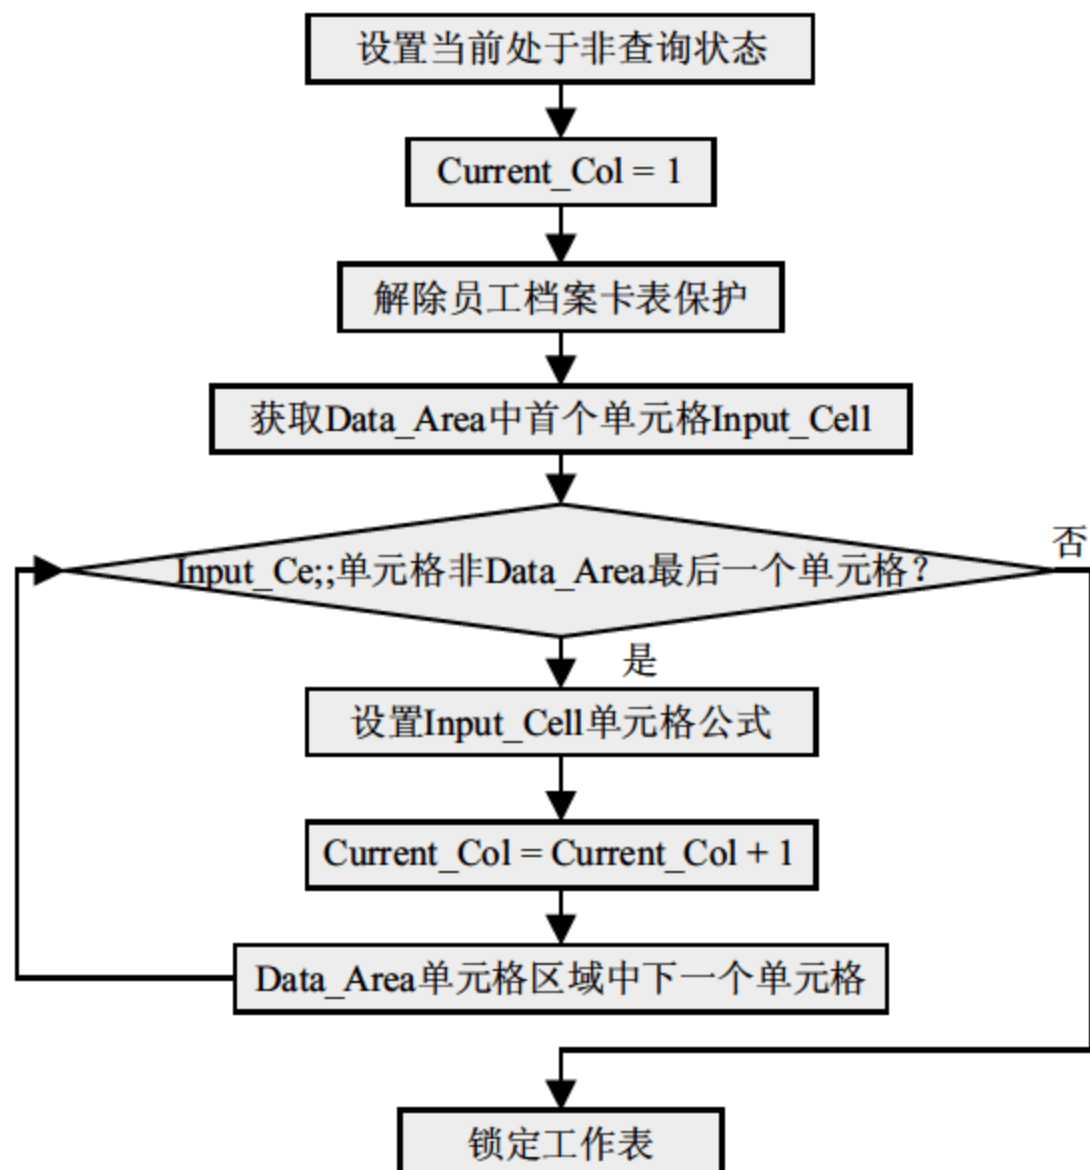 设置当前处于非查询状态
Current_Col = 1
解除员工档案卡表保护
获取Data_Area中首个单元格Input_Cell
Input_Ce;;单元格非Data_Area最后一个单元格？
否
是
设置Input_Cell单元格公式
Current_Col = Current_Col + 1
Data_Area单元格区域中下一个单元格
锁定工作表